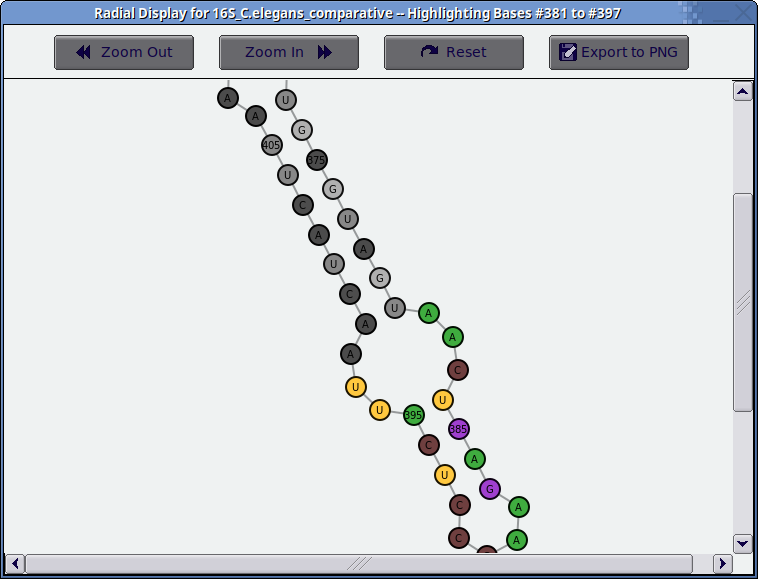 Radial Display for 16S_C.elegans_comparative -- Highlighting Bases #381 to #397
Zoom Out
Zoom In
Reset
Export to PNG
A
U
A
G
405
375
U
G
C
U
A
A
U
G
C
U
A
A
A
A
C
U
U
U
395
385
C
A
U
G
C
A
C
A